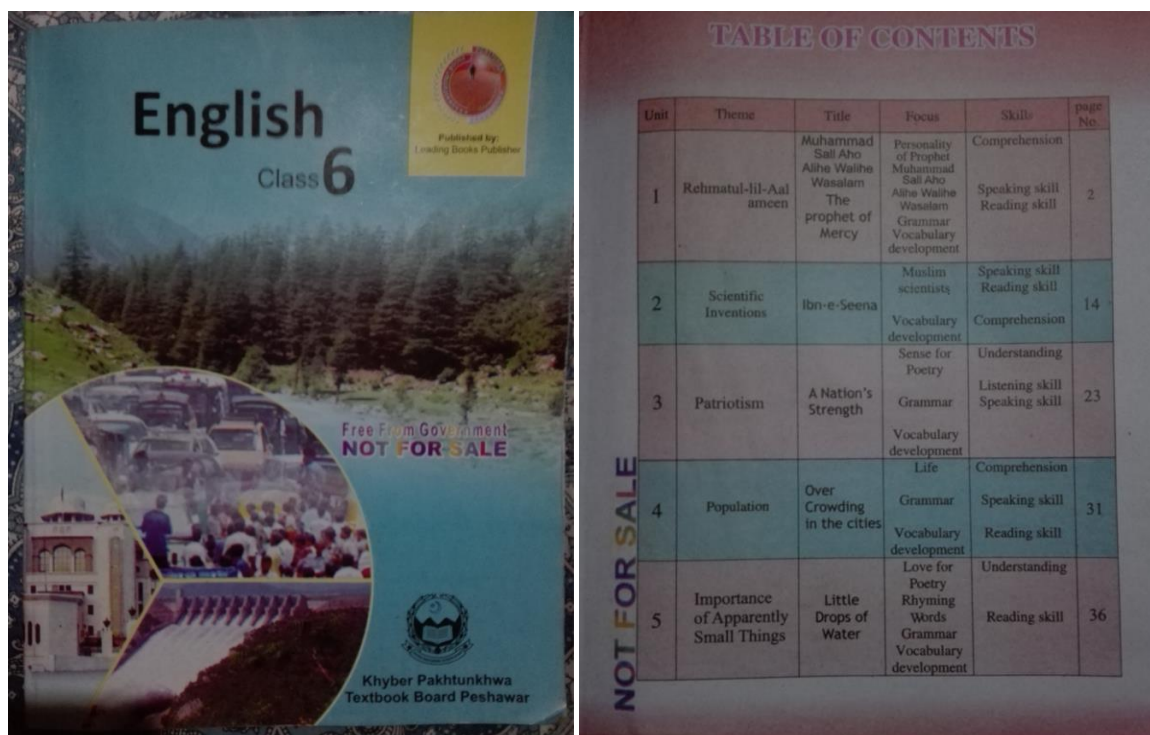 English
Class 6
Published by:
Leading Books Publisher
Free From Government
NOT FOR SALE
Khyber Pakhtunkhwa
Textbook Board Peshawar
TABLE OF CONTENTS
Unit Theme Title Focus Skills page No.
1
Rehmatul-lil-Aal
ameen
Muhammad
Sall Aho
Alihe Walihe
Wasalam
The
prophet of
Mercy
Personality
of Prophet
Muhammad
Sall Aho
Alihe Walihe
Wasalam
Grammar
Vocabulary
development
Comprehension
Speaking skill
Reading skill
2
2
Scientific
Inventions
Ibn-e-Seena
Muslim
scientists
Vocabulary
development
Speaking skill
Reading skill
Comprehension
14
3
Patriotism
A Nation's
Strength
Sense for
Poetry
Grammar
Vocabulary
development
Understanding
Listening skill
Speaking skill
23
4
Population
Over
Crowding
in the cities
Life
Grammar
Vocabulary
development
Comprehension
Speaking skill
Reading skill
31
5
Importance
of Apparently
Small Things
Little
Drops of
Water
Love for
Poetry
Rhyming
Words
Grammar
Vocabulary
development
Understanding
Reading skill
36
NOT FOR SALE